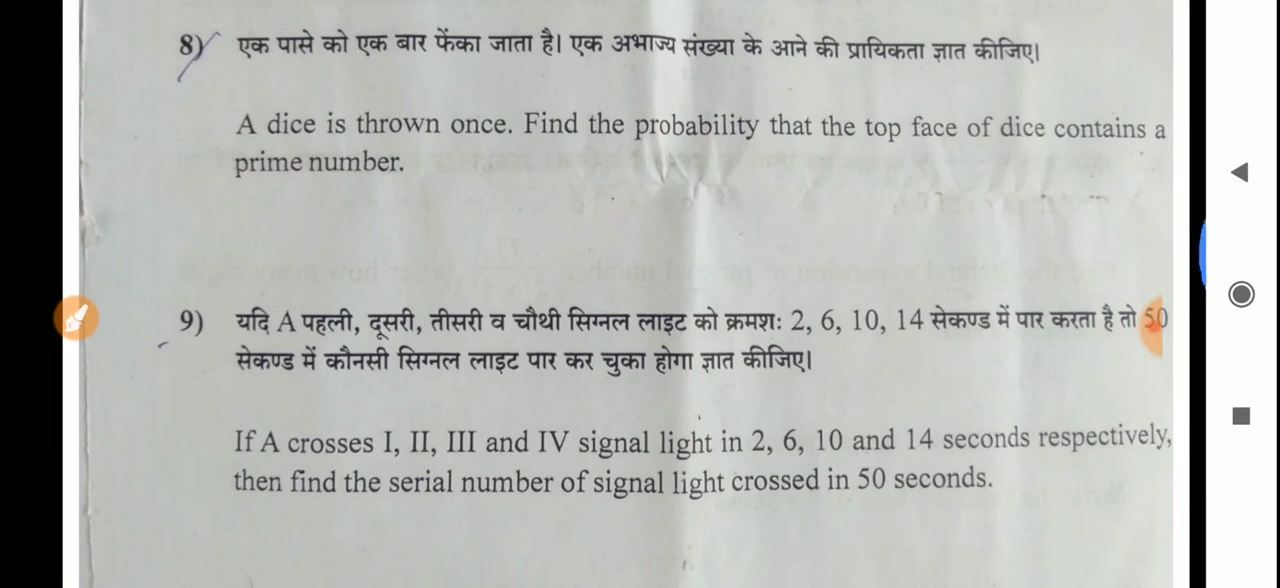 8) एक पासे को एक बार फेंका जाता है। एक अभाज्य संख्या के आने की प्रायिकता ज्ञात कीजिए।
A dice is thrown once. Find the probability that the top face of dice contains a
prime number.
9) यदि A पहली, दूसरी, तीसरी व चौथी सिग्नल लाइट को क्रमशः 2, 6, 10, 14 सेकण्ड में पार करता है तो 50
सेकण्ड में कौनसी सिग्नल लाइट पार कर चुका होगा ज्ञात कीजिए।
If A crosses I, II, III and IV signal light in 2, 6, 10 and 14 seconds respectively,
then find the serial number of signal light crossed in 50 seconds.